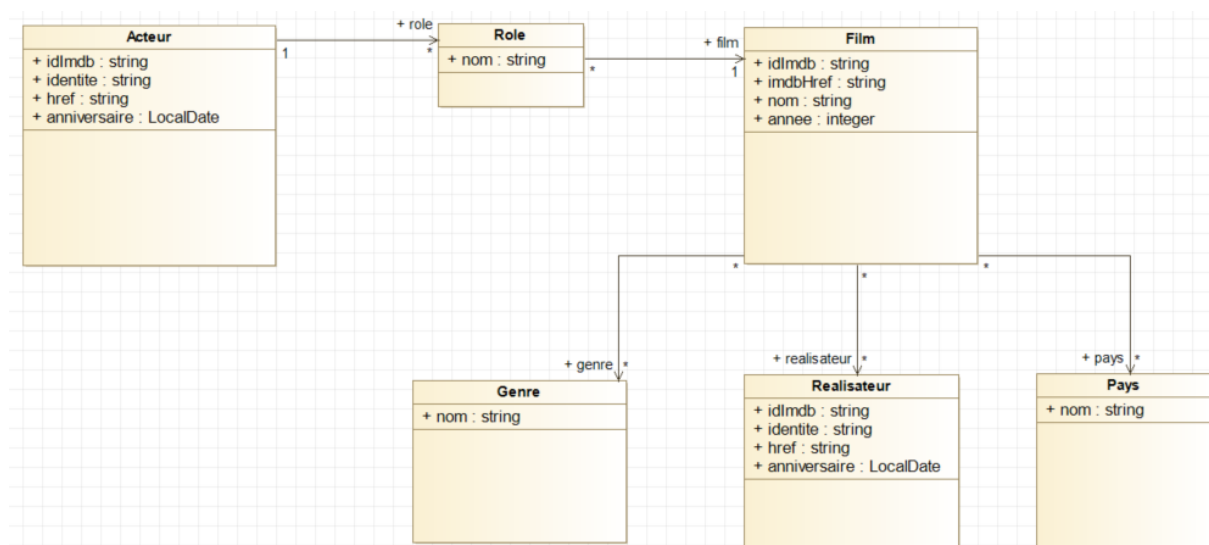 Acteur
+ idImdb : string
+ identite : string
+ href : string
+ anniversaire : LocalDate
1
+ role
*
Role
+ nom : string
*
+ film
1
Film
+ idImdb : string
+ imdbHref : string
+ nom : string
+ annee : integer
*
*
*
+ genre
*
Genre
+ nom : string
+ realisateur
*
Realisateur
+ idImdb : string
+ identite : string
+ href : string
+ anniversaire : LocalDate
+ pays
*
Pays
+ nom : string